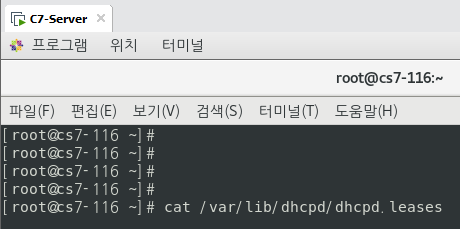 C7-Server
프로그램 위치 터미널
root@cs7-116:~
파일(F) 편집(E) 보기(V) 검색(S) 터미널(T) 도움말(H)
[root@cs7-116 ~]#
[root@cs7-116 ~]#
[root@cs7-116 ~]#
[root@cs7-116 ~]#
[root@cs7-116 ~]# cat /var/lib/dhcpd/dhcpd.leases